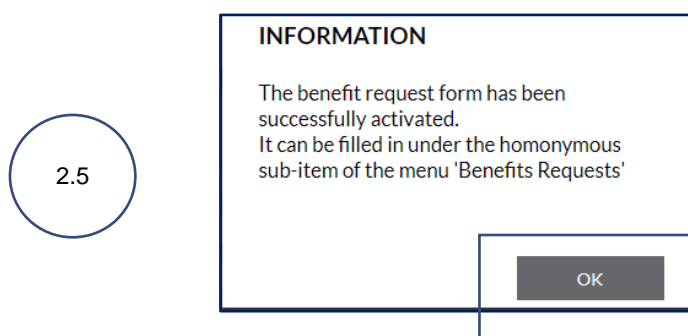 INFORMATION
The benefit request form has been
successfully activated.
It can be filled in under the homonymous
sub-item of the menu 'Benefits Requests'
2.5
OK